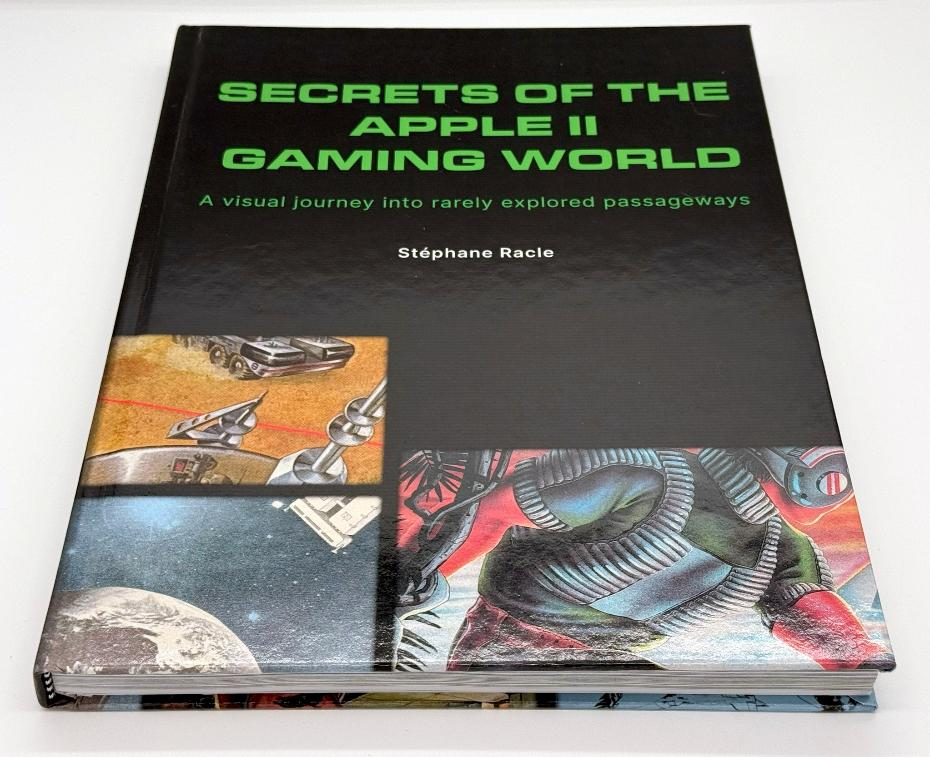 SECRETS OF THE
APPLE II
GAMING WORLD
A visual journey into rarely explored passageways
Stéphane Racle